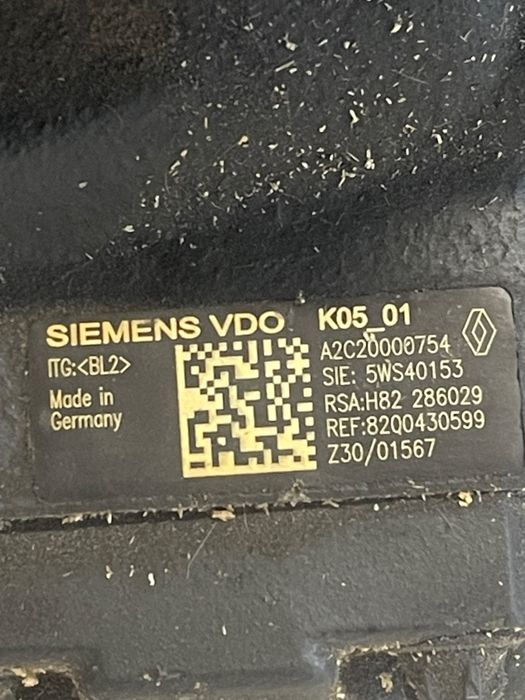 SIEMENS VDO K05_01
A2C20000754
ITG:<BL2> SIE: 5WS40153
Made in RSA:H82 286029
Germany REF:8200430599
Z30/01567